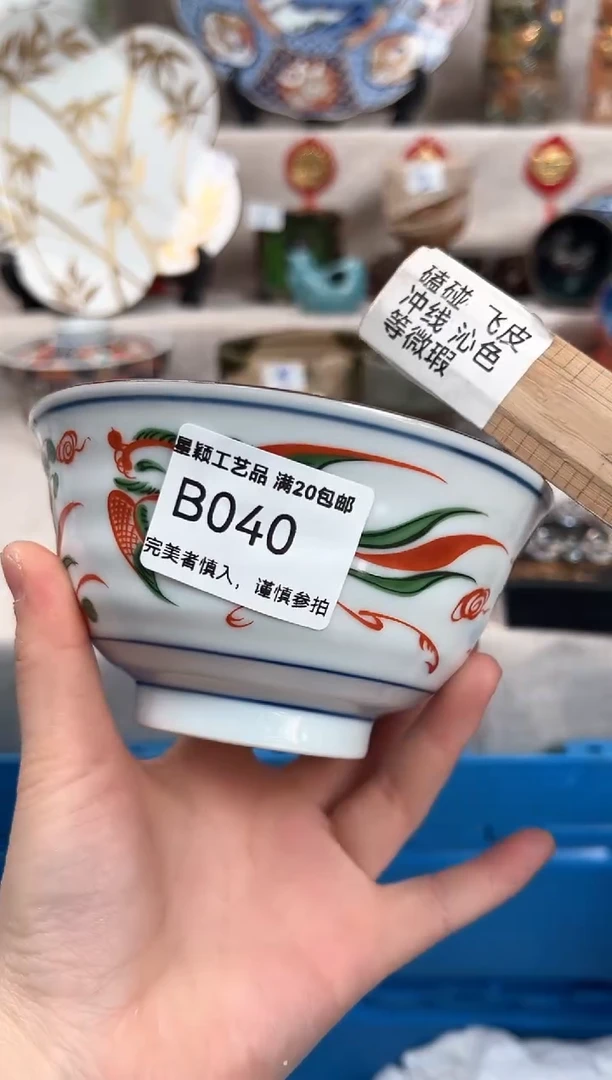 磕碰 飞皮
冲线 沁色
等微瑕
星颖工艺品 满20包邮
B040
完美者慎入，谨慎参拍